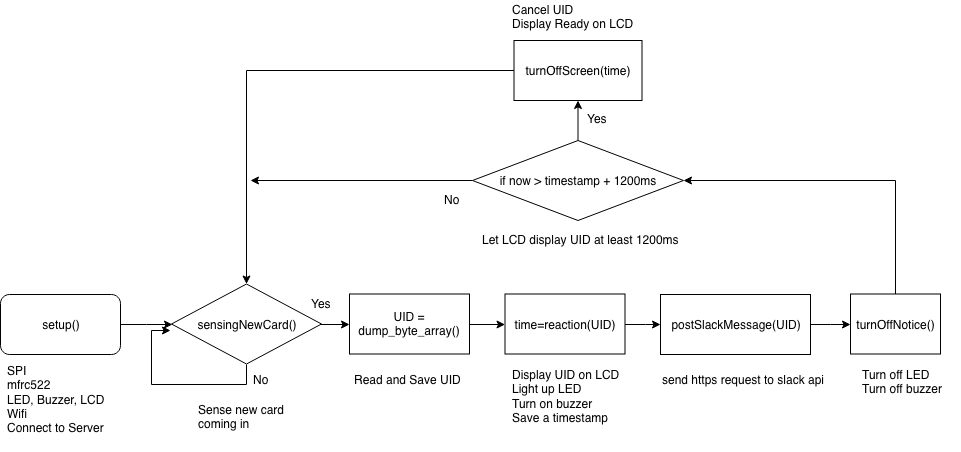 Cancel UID
Display Ready on LCD
turnOffScreen(time)
Yes
if now > timestamp + 1200ms
No
Let LCD display UID at least 1200ms
setup()
SPI
mfrc522
LED, Buzzer, LCD
Wifi
Connect to Server
sensingNewCard()
Yes
No
Sense new card
coming in
UID =
dump_byte_array()
Read and Save UID
time=reaction(UID)
Display UID on LCD
Light up LED
Turn on buzzer
Save a timestamp
postSlackMessage(UID)
send https request to slack api
turnOffNotice()
Turn off LED
Turn off buzzer